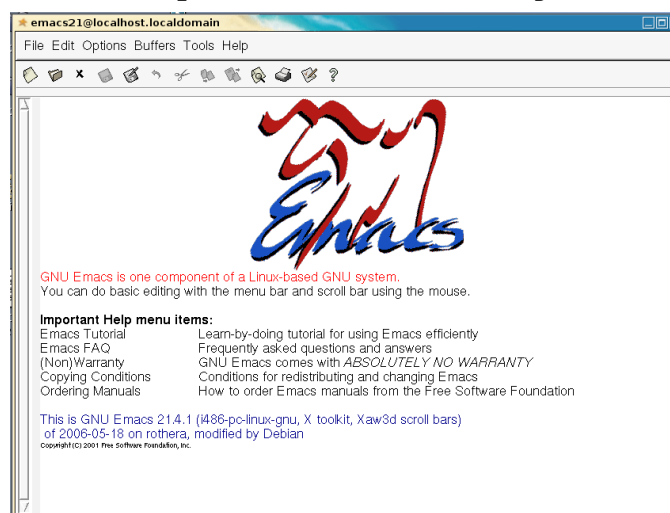 emacs21@localhost.localdomain
File Edit Options Buffers Tools Help
Emacs
GNU Emacs is one component of a Linux-based GNU system.
You can do basic editing with the menu bar and scroll bar using the mouse.
Important Help menu items:
Emacs Tutorial Learn-by-doing tutorial for using Emacs efficiently
Emacs FAQ Frequently asked questions and answers
(Non)Warranty GNU Emacs comes with ABSOLUTELY NO WARRANTY
Copying Conditions Conditions for redistributing and changing Emacs
Ordering Manuals How to order Emacs manuals from the Free Software Foundation
This is GNU Emacs 21.4.1 (i486-pc-linux-gnu, X toolkit, Xaw3d scroll bars)
of 2006-05-18 on rothera, modified by Debian
Copyright (C) 2001 Free Software Foundation, Inc.